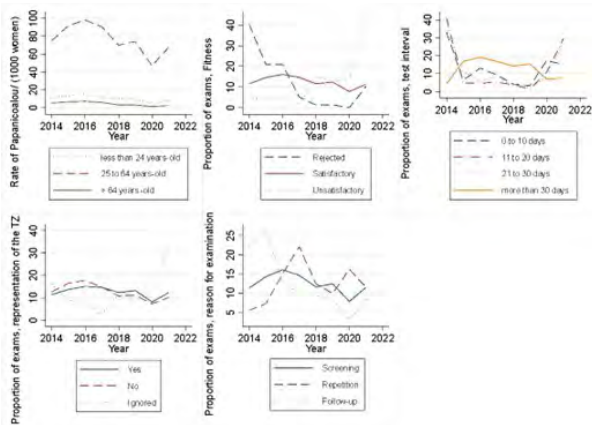 Rate of Papanicoalou/ (1000 women)
100
80
60
40
20
0
2014 2016 2018 2020 2022
Year
less than 24 years-old
25 to 64 years-old
+ 64 years-old
Proportion of exams, Fitness
40
30
20
10
0
2014 2016 2018 2020 2022
Year
Rejected
Satisfactory
Unsatisfactory
Proportion of exams, test interval
40
30
20
10
0
2014 2016 2018 2020 2022
Year
0 to 10 days
11 to 20 days
21 to 30 days
more than 30 days
Proportion of exams, representation of the TZ
40
30
20
10
0
2014 2016 2018 2020 2022
Year
Yes
No
Ignored
Proportion of exams, reason for examination
25
20
15
10
5
2014 2016 2018 2020 2022
Year
Screening
Repetition
Follow-up